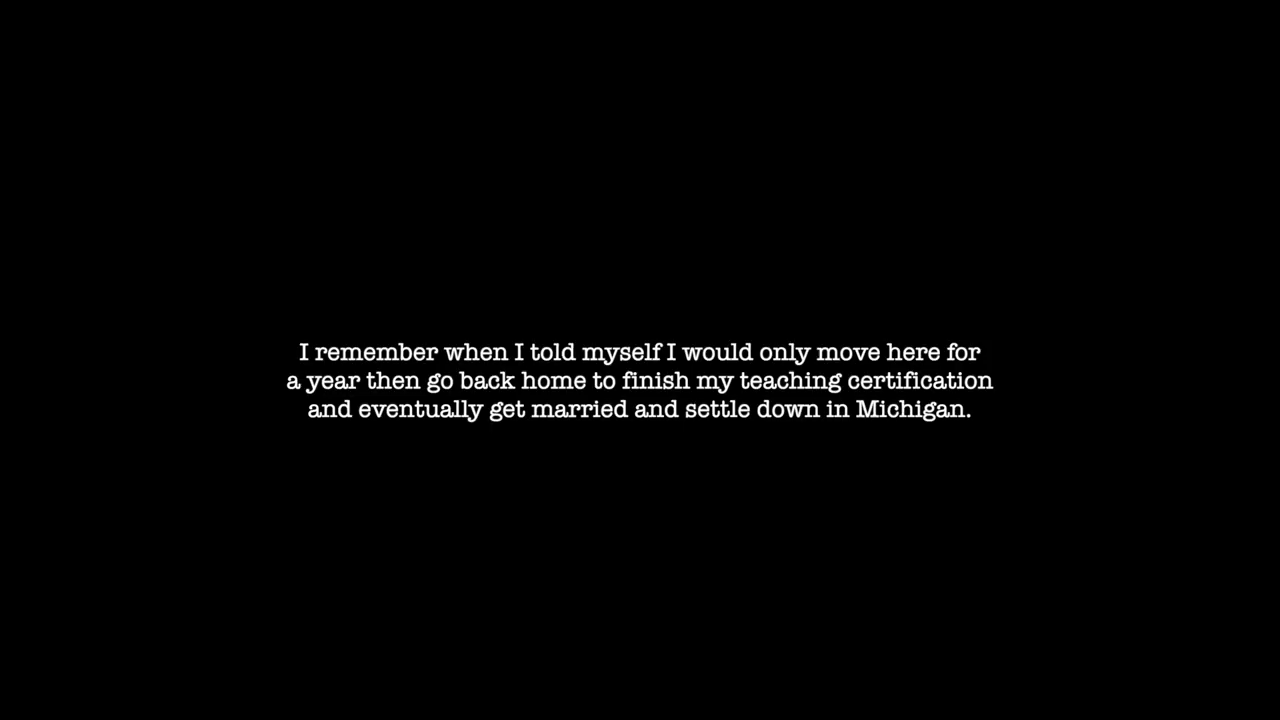 I remember when I told myself I would only move here for
a year then go back home to finish my teaching certification
and eventually get married and settle down in Michigan.